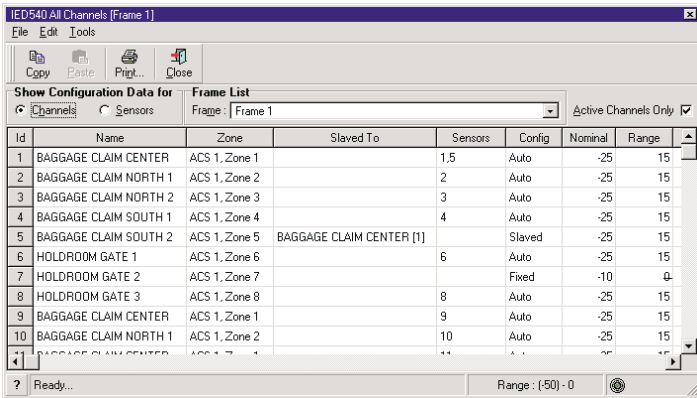 IED540 All Channels [Frame 1]
File Edit Tools
Copy Paste Print... Close
Show Configuration Data for
Channels Sensors
Frame List
Frame : Frame 1
Active Channels Only
Id Name Zone Slaved To Sensors Config Nominal Range
1 BAGGAGE CLAIM CENTER ACS 1, Zone 1 1,5 Auto -25 15
2 BAGGAGE CLAIM NORTH 1 ACS 1, Zone 2 2 Auto -25 15
3 BAGGAGE CLAIM NORTH 2 ACS 1, Zone 3 3 Auto -25 15
4 BAGGAGE CLAIM SOUTH 1 ACS 1, Zone 4 4 Auto -25 15
5 BAGGAGE CLAIM SOUTH 2 ACS 1, Zone 5 BAGGAGE CLAIM CENTER [1] Slaved -25 15
6 HOLDROOM GATE 1 ACS 1, Zone 6 6 Auto -25 15
7 HOLDROOM GATE 2 ACS 1, Zone 7 Fixed -10 0
8 HOLDROOM GATE 3 ACS 1, Zone 8 8 Auto -25 15
9 BAGGAGE CLAIM CENTER ACS 1, Zone 1 9 Auto -25 15
10 BAGGAGE CLAIM NORTH 1 ACS 1, Zone 2 10 Auto -25 15
? Ready... Range : (-50) - 0